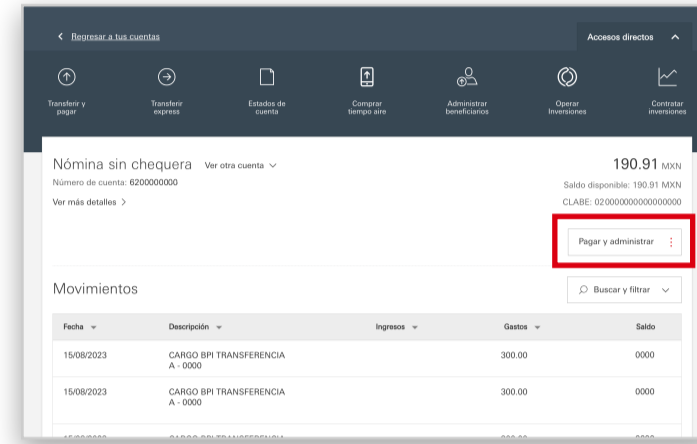 Regresar a tus cuentas
Accesos directos
Transferir y
pagar
Transferir
express
Estados de
cuenta
Comprar
tiempo aire
Administrar
beneficiarios
Operar
Inversiones
Contratar
inversiones
Nómina sin chequera Ver otra cuenta
190.91 MXN
Número de cuenta: 6200000000
Saldo disponible: 190.91 MXN
Ver más detalles
CLABE: 020000000000000000
Pagar y administrar
Movimientos
Buscar y filtrar
Fecha Descripción Ingresos Gastos Saldo
15/08/2023 CARGO BPI TRANSFERENCIA 300.00 0000
A - 0000
15/08/2023 CARGO BPI TRANSFERENCIA 300.00 0000
A - 0000